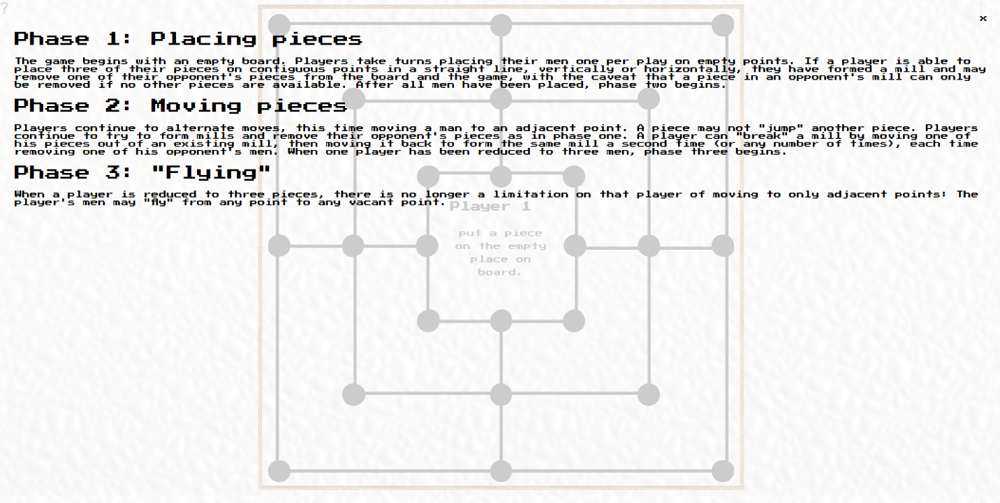 ?
x
Phase 1: Placing pieces
The game begins with an empty board. Players take turns placing their men one per play on empty points. If a player is able to
place three of their pieces on contiguous points in a straight line, vertically or horizontally, they have formed a mill and may
remove one of their opponent's pieces from the board and the game, with the caveat that a piece in an opponent's mill can only
be removed if no other pieces are available. After all men have been placed, phase two begins.
Phase 2: Moving pieces
Players continue to alternate moves, this time moving a man to an adjacent point. A piece may not "jump" another piece. Players
continue to try to form mills and remove their opponent's pieces as in phase one. A player can "break" a mill by moving one of
his pieces out of an existing mill, then moving it back to form the same mill a second time (or any number of times), each time
removing one of his opponent's men. When one player has been reduced to three men, phase three begins.
Phase 3: "Flying"
When a player is reduced to three pieces, there is no longer a limitation on that player of moving to only adjacent points: The
player's men may "fly" from any point to any vacant point.
Player 1
put a piece
on the empty
place on
board.